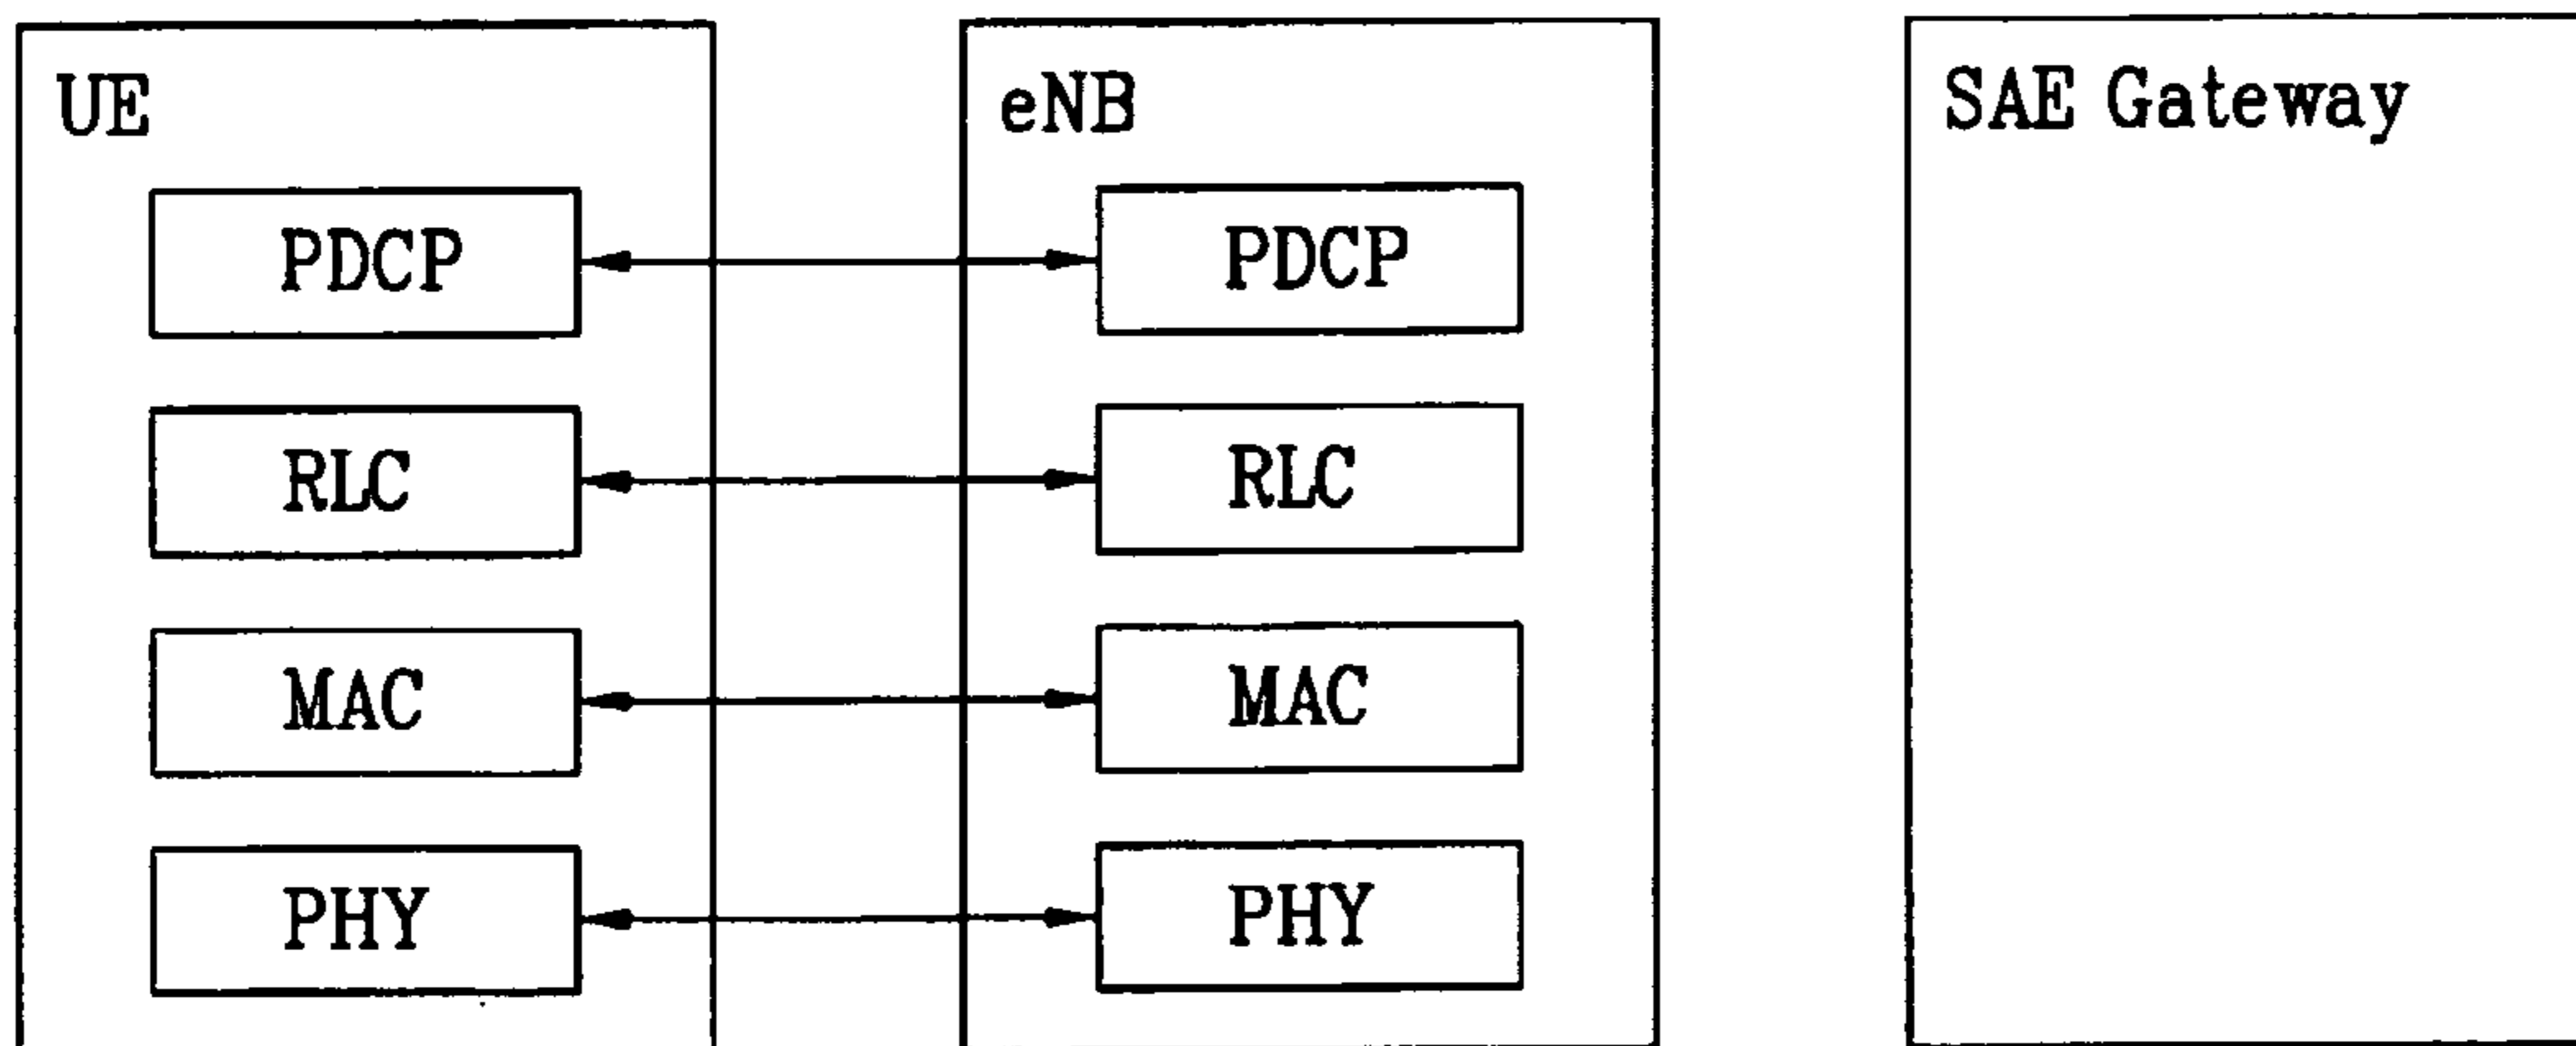 UE eNB SAE Gateway
PDCP PDCP
RLC RLC
MAC MAC
PHY PHY